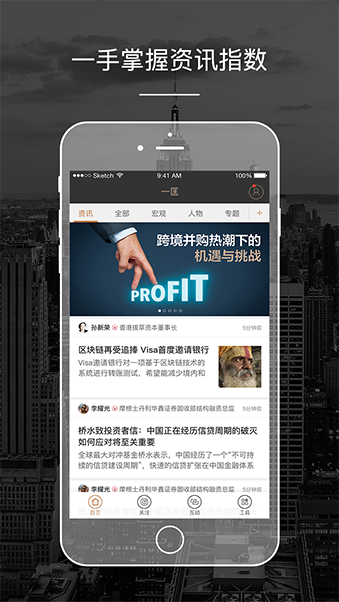 一手掌握资讯指数
Sketch
9:41 AM
100%
一匡
资讯 全部 宏观 人物 专题 +
跨境并购热潮下的
机遇与挑战
PROFIT
孙新荣 香港拔萃资本董事长 5分钟前
区块链再受追捧 Visa首度邀请银行
Visa邀请银行对一项基于区块链技术的
系统进行转账测试，希望能减少境内和
李耀光 摩根士丹利华鑫证券固收部结构融资总监 5分钟前
桥水致投资者信：中国正在经历信贷周期的破灭
如何应对将至关重要
全球最大对冲基金桥水表示，中国经历了一个“不可持
续的信贷建设周期”，快速的信贷扩张在中国金融体系
李耀光 摩根士丹利华鑫证券固收部结构融资总监 5分钟前
首页 关注 互动 工具